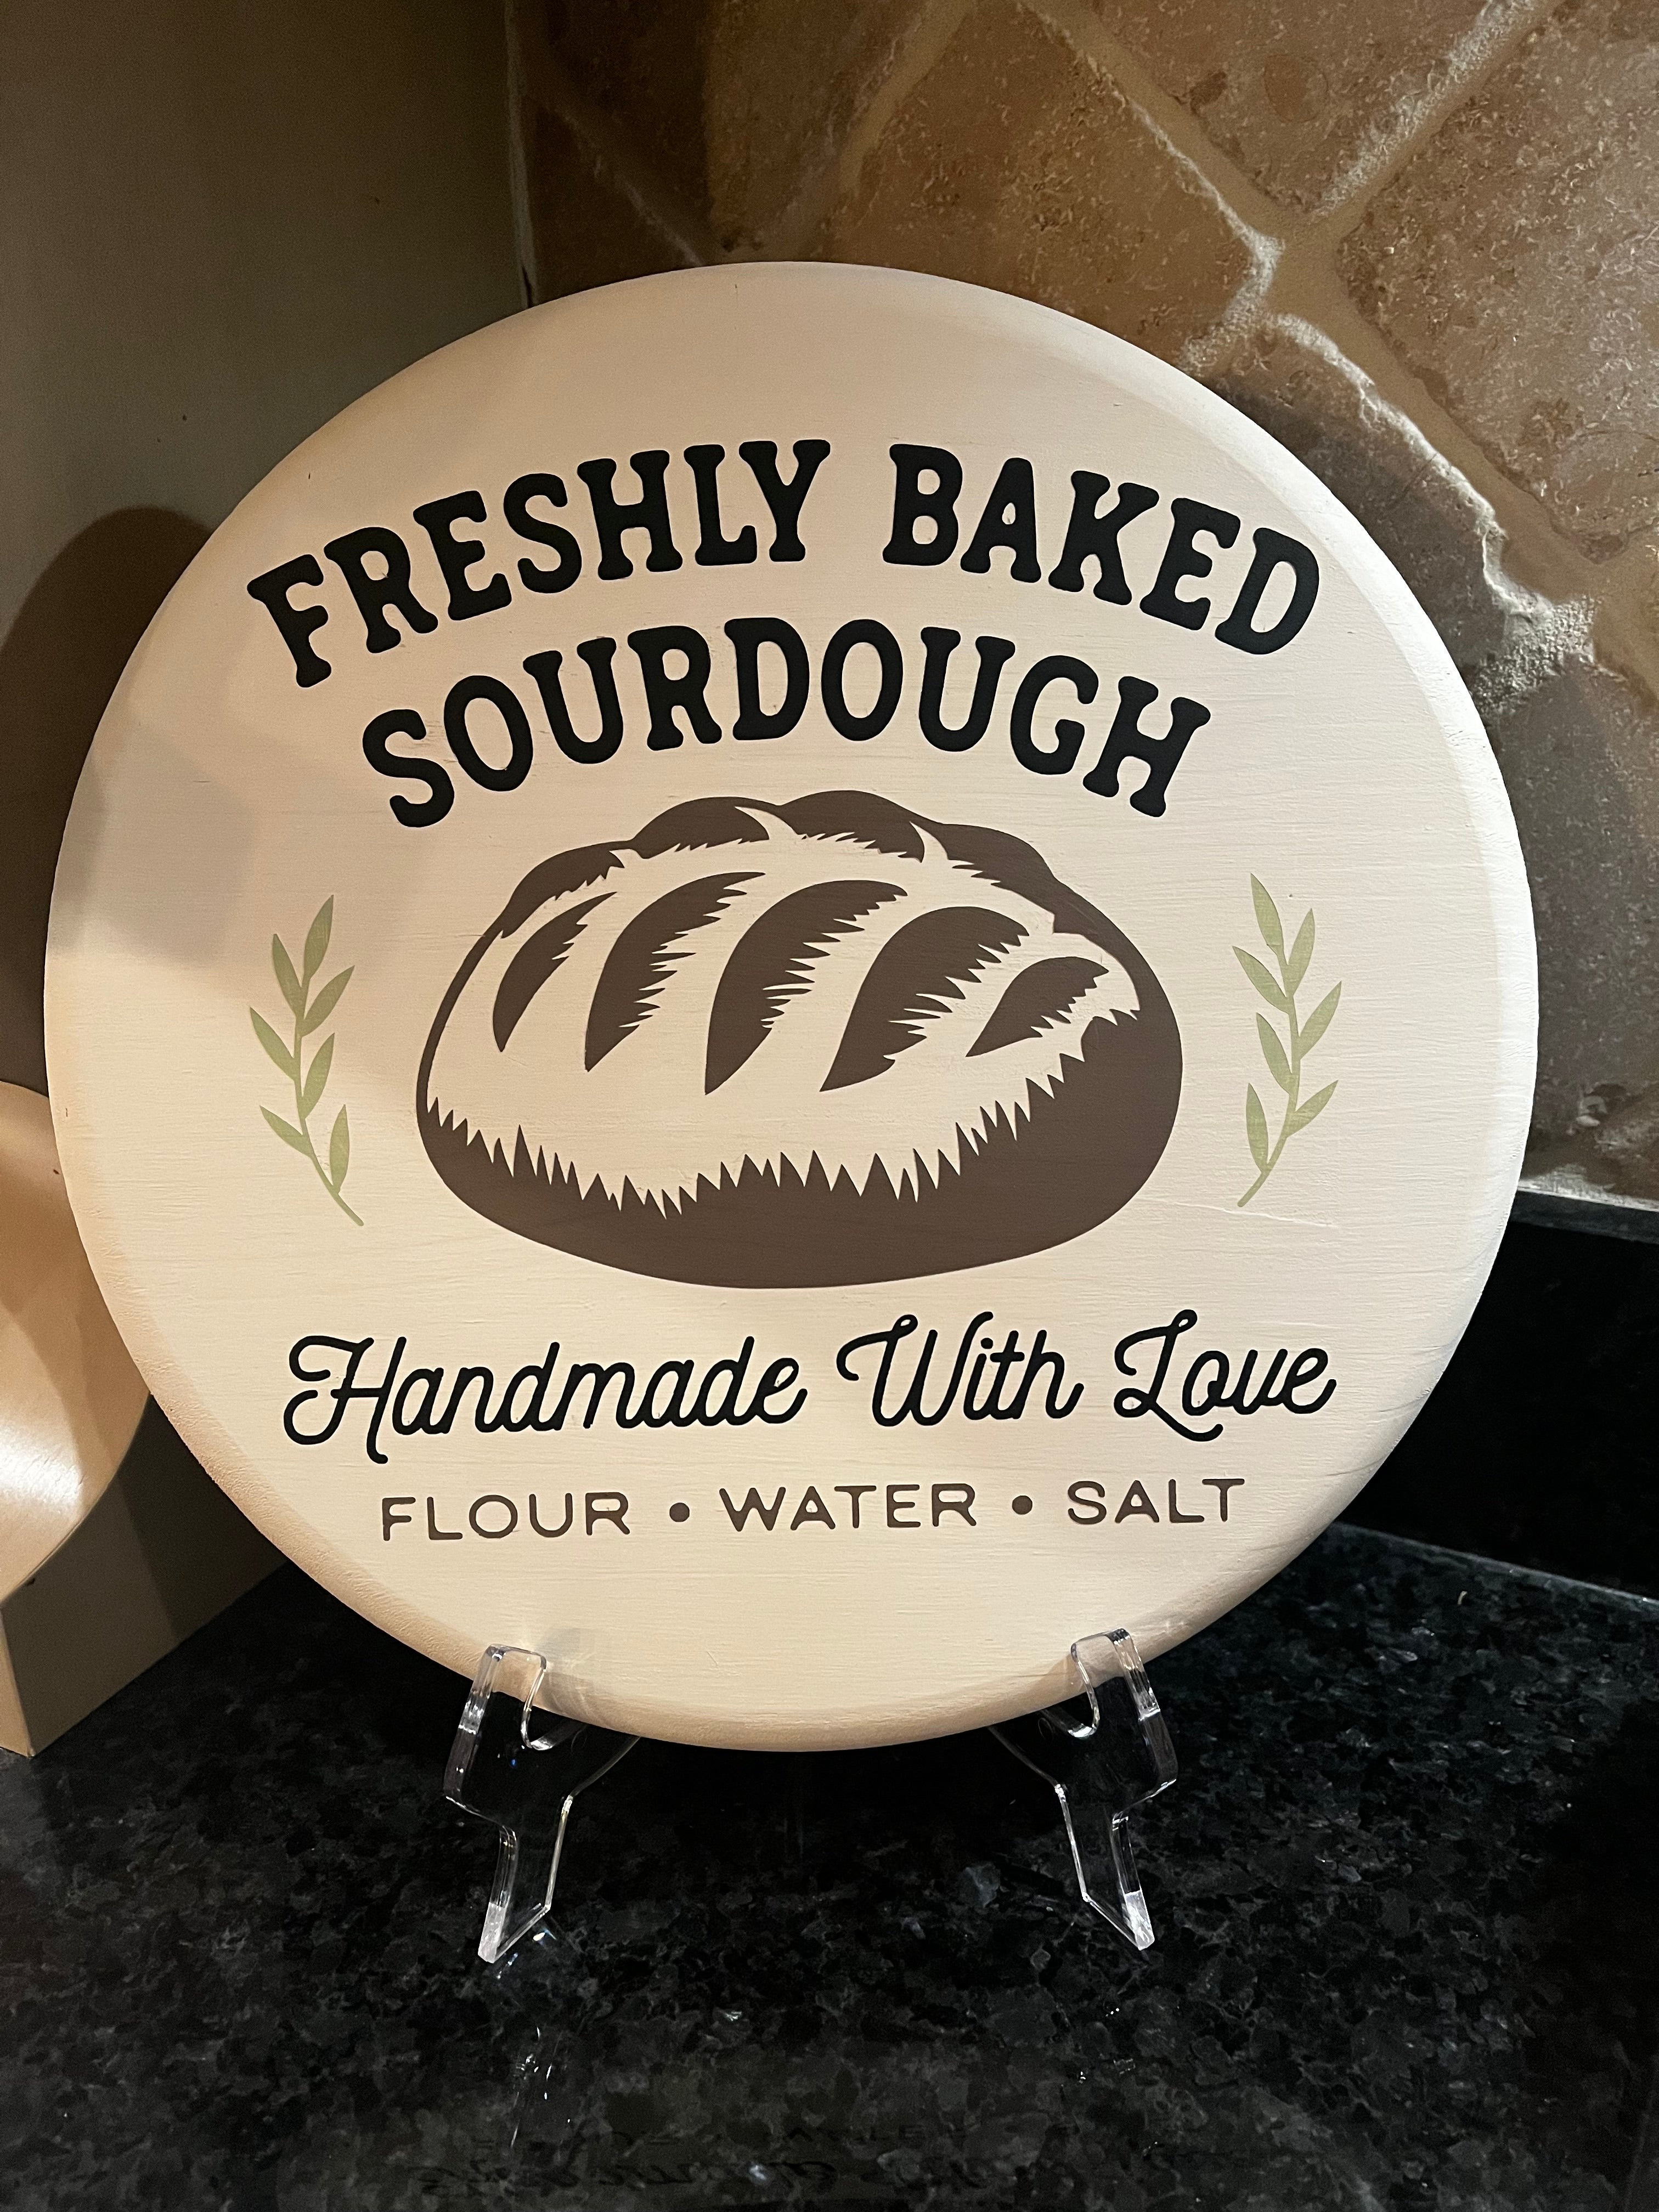 FRESHLY BAKED
SOURDOUGH
Handmade With Love
FLOUR • WATER • SALT